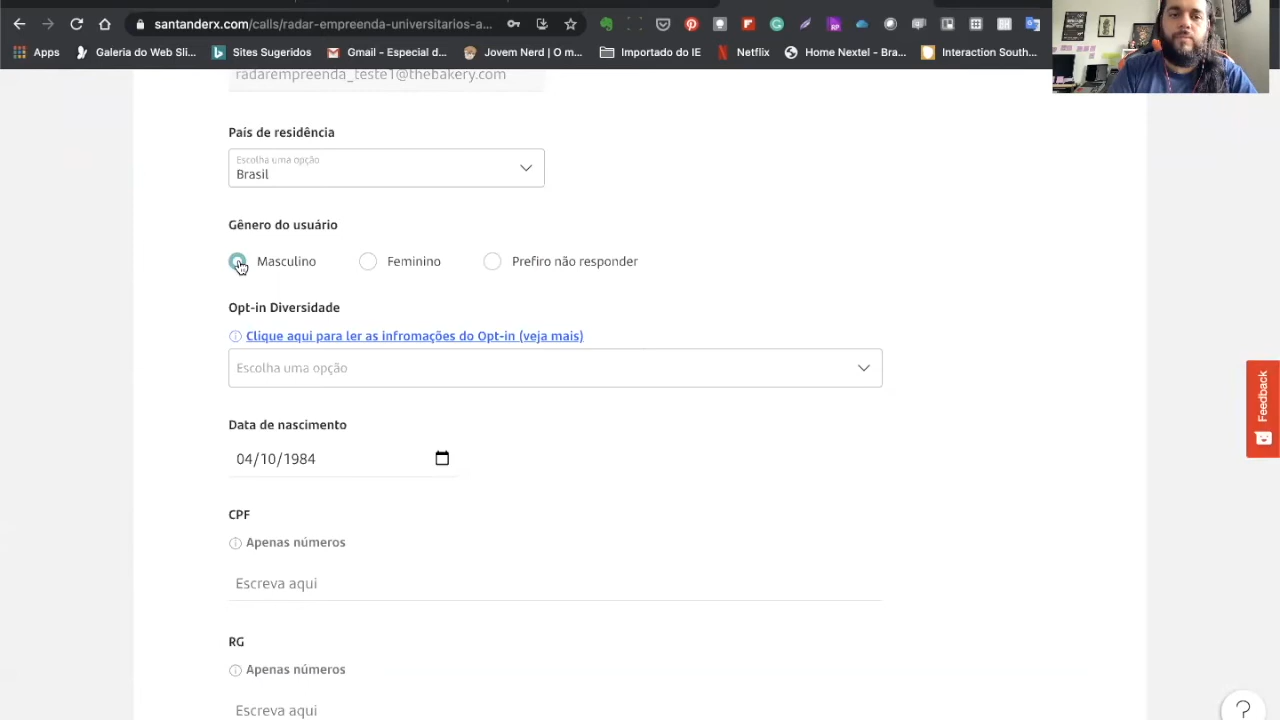 santanderx.com/calls/radar-empreenda-universitarios-a...
Apps
Galeria do Web Sli...
Sites Sugeridos
Gmail - Especial d...
Jovem Nerd | O m...
Importado do IE
Netflix
Home Nextel - Bra...
Interaction South...
radarempreenda_teste1@thebakery.com
País de residência
Escolha uma opção
Brasil
Gênero do usuário
Masculino
Feminino
Prefiro não responder
Opt-in Diversidade
Clique aqui para ler as infromações do Opt-in (veja mais)
Escolha uma opção
Data de nascimento
04/10/1984
Feedback
CPF
Apenas números
Escreva aqui
RG
Apenas números
Escreva aqui
?